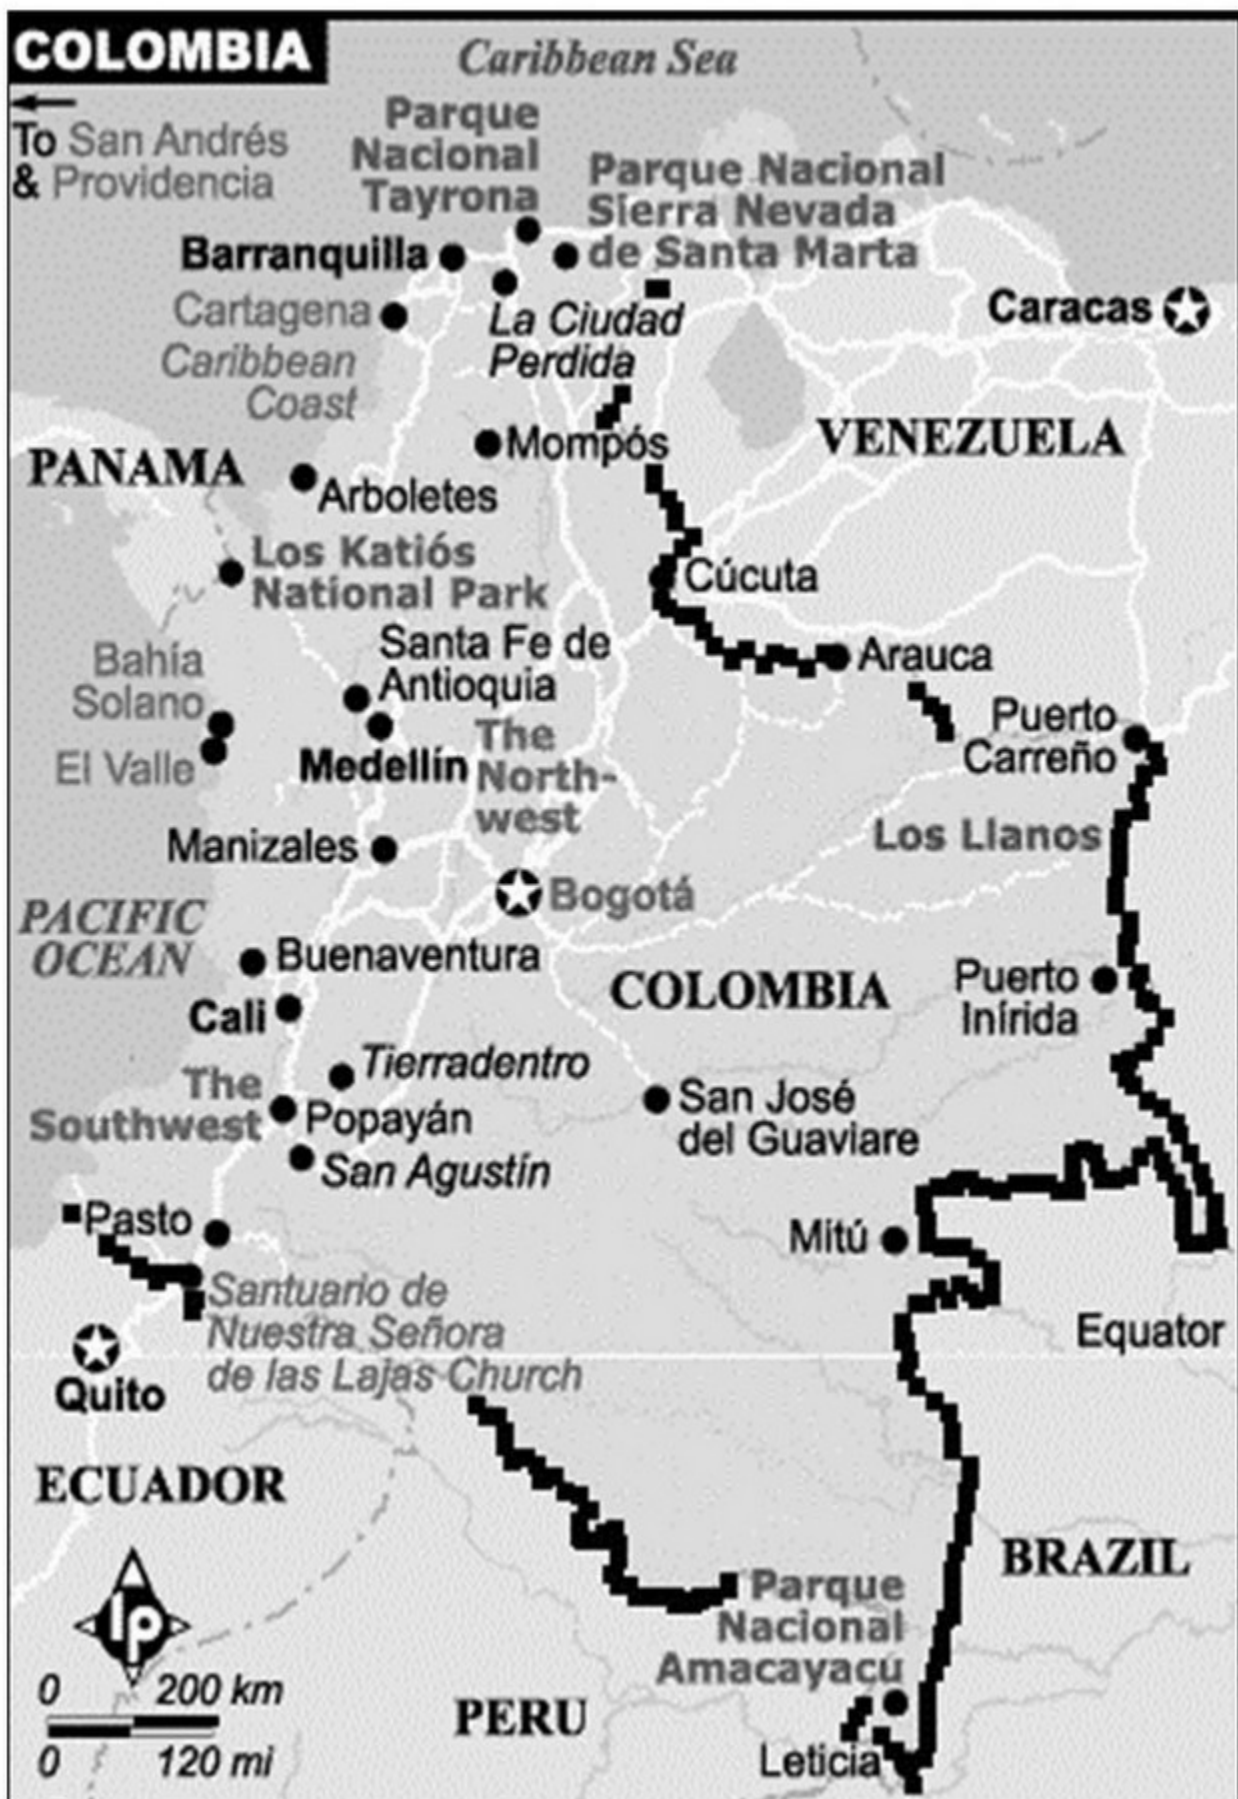 COLOMBIA
Caribbean Sea
To San Andrés
& Providencia
Parque
Nacional
Tayrona
Parque Nacional
Sierra Nevada
de Santa Marta
Barranquilla
Cartagena
La Ciudad
Perdida
Caracas
Caribbean
Coast
Mompós
VENEZUELA
PANAMA
Arboletes
Los Katiós
National Park
Cúcuta
Santa Fe de
Antioquia
Arauca
Bahía
Solano
El Valle
Medellín
The
North-
west
Puerto
Carreño
Los Llanos
Manizales
Bogotá
PACIFIC
OCEAN
Buenaventura
COLOMBIA
Puerto
Inírida
Cali
Tierradentro
The
Southwest
Popayán
San José
del Guaviare
San Agustín
Pasto
Mitú
Santuario de
Nuestra Señora
de las Lajas Church
Equator
Quito
ECUADOR
BRAZIL
lp
Parque
Nacional
Amacayacu
0 200 km
0 120 mi
PERU
Leticia